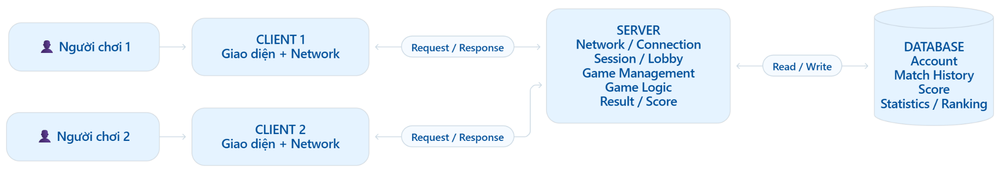 Người chơi 1
CLIENT 1
Giao diện + Network
Request / Response
SERVER
Network / Connection
Session / Lobby
Game Management
Game Logic
Result / Score
Read / Write
DATABASE
Account
Match History
Score
Statistics / Ranking
Người chơi 2
CLIENT 2
Giao diện + Network
Request / Response